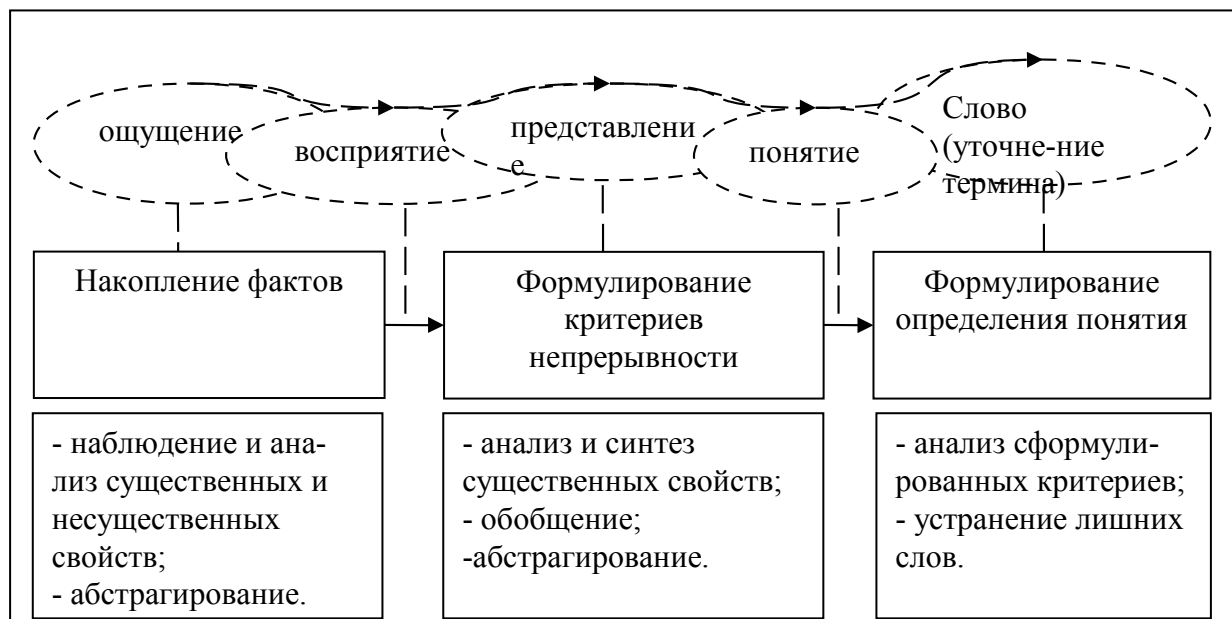 ощущение
восприятие
представлени
е
понятие
Слово
(уточне-ние
термина)
Накопление фактов
Формулирование
критериев
непрерывности
Формулирование
определения понятия
- наблюдение и ана-
лиз существенных и
несущественных
свойств;
- абстрагирование.
- анализ и синтез
существенных свойств;
- обобщение;
-абстрагирование.
- анализ сформули-
рованных критериев;
- устранение лишних
слов.